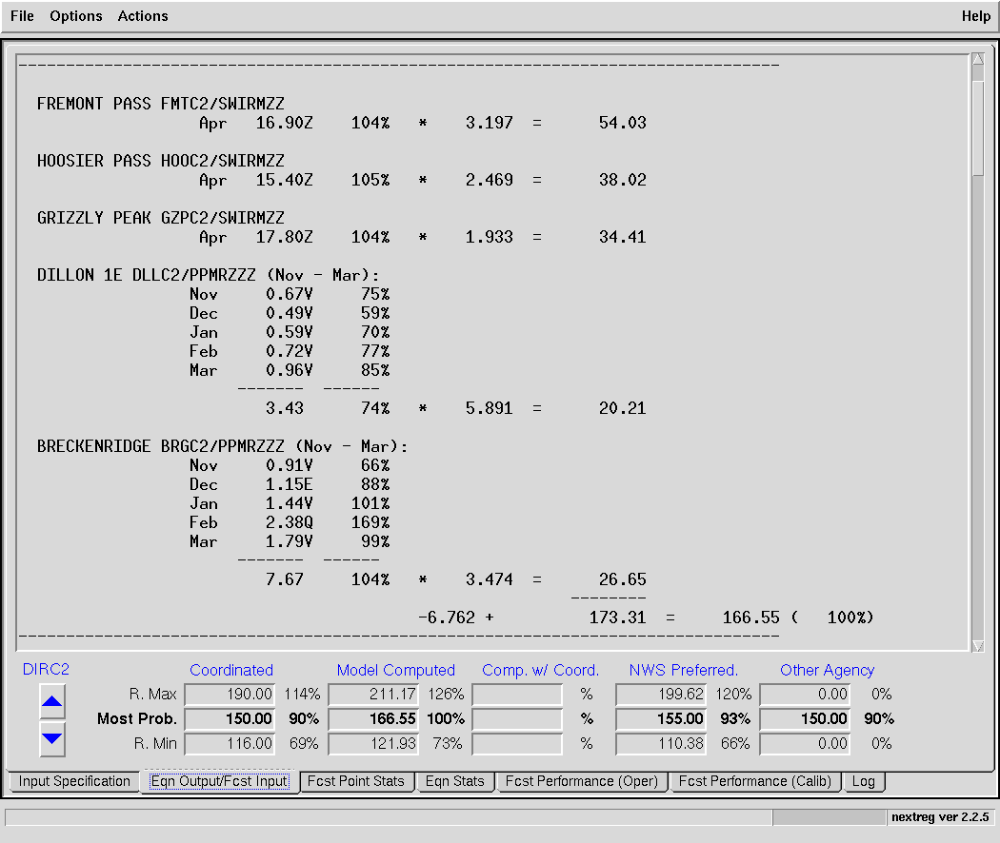 File Options Actions Help
--------------------------------------------------------------------------------
FREMONT PASS FMTC2/SWIRMZZ
Apr 16.90Z 104% * 3.197 = 54.03
HOOSIER PASS HOOC2/SWIRMZZ
Apr 15.40Z 105% * 2.469 = 38.02
GRIZZLY PEAK GZPC2/SWIRMZZ
Apr 17.80Z 104% * 1.933 = 34.41
DILLON 1E DLLC2/PPMRZZZ (Nov - Mar):
Nov 0.67V 75%
Dec 0.49V 59%
Jan 0.59V 70%
Feb 0.72V 77%
Mar 0.96V 85%
------- ------
3.43 74% * 5.891 = 20.21
BRECKENRIDGE BRGC2/PPMRZZZ (Nov - Mar):
Nov 0.91V 66%
Dec 1.15E 88%
Jan 1.44V 101%
Feb 2.38Q 169%
Mar 1.79V 99%
------- ------
7.67 104% * 3.474 = 26.65
--------
-6.762 + 173.31 = 166.55 ( 100%)
--------------------------------------------------------------------------------
DIRC2 Coordinated Model Computed Comp. w/ Coord. NWS Preferred. Other Agency
R. Max 190.00 114% 211.17 126% % 199.62 120% 0.00 0%
Most Prob. 150.00 90% 166.55 100% % 155.00 93% 150.00 90%
R. Min 116.00 69% 121.93 73% % 110.38 66% 0.00 0%
Input Specification Eqn Output/Fcst Input Fcst Point Stats Eqn Stats Fcst Performance (Oper) Fcst Performance (Calib) Log
nextreg ver 2.2.5